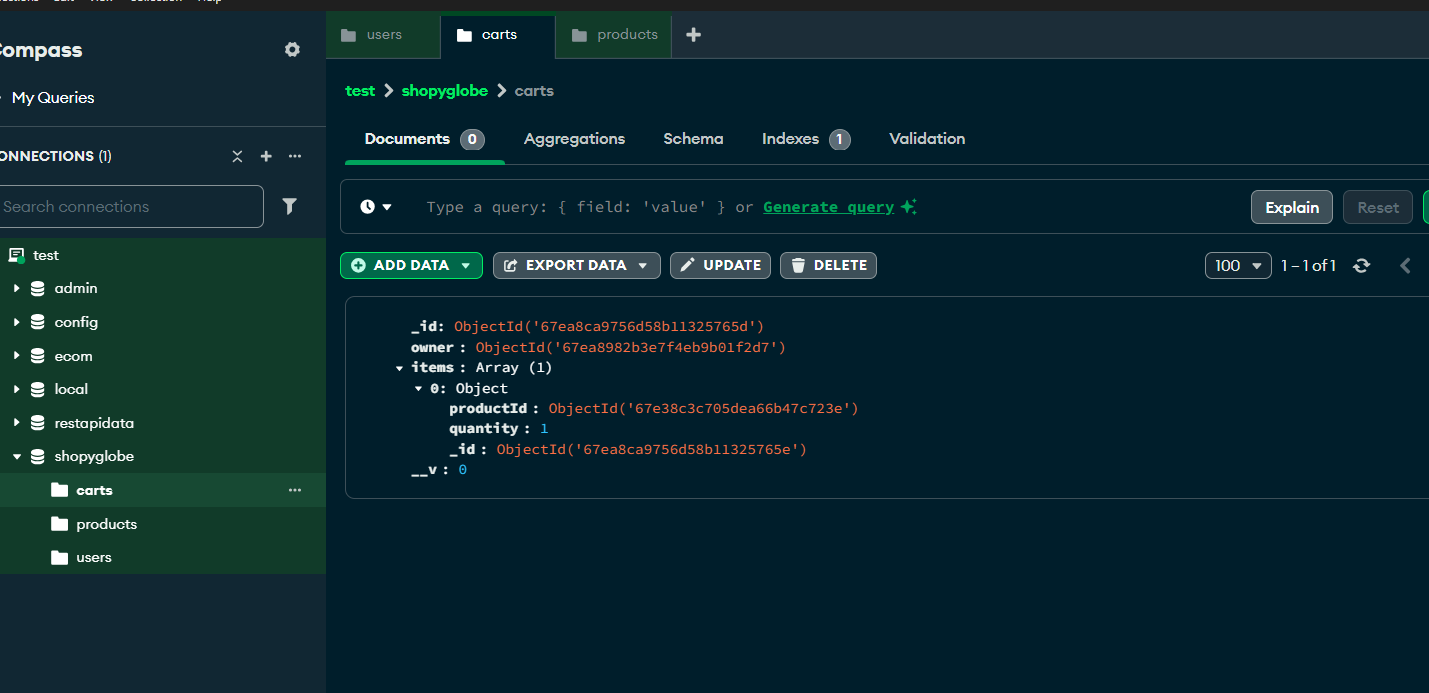 users
carts
products
Compass
My Queries
test > shopyglobe > carts
Documents 0 Aggregations Schema Indexes 1 Validation
CONNECTIONS (1)
Search connections
Type a query: { field: 'value' } or Generate query
Explain
Reset
ADD DATA
EXPORT DATA
UPDATE
DELETE
100
1 – 1 of 1
test
admin
config
ecom
local
restapidata
shopyglobe
carts
products
users
_id: ObjectId('67ea8ca9756d58b11325765d')
owner : ObjectId('67ea8982b3e7f4eb9b01f2d7')
items : Array (1)
0: Object
productId : ObjectId('67e38c3c705dea66b47c723e')
quantity : 1
_id : ObjectId('67ea8ca9756d58b11325765e')
__v : 0